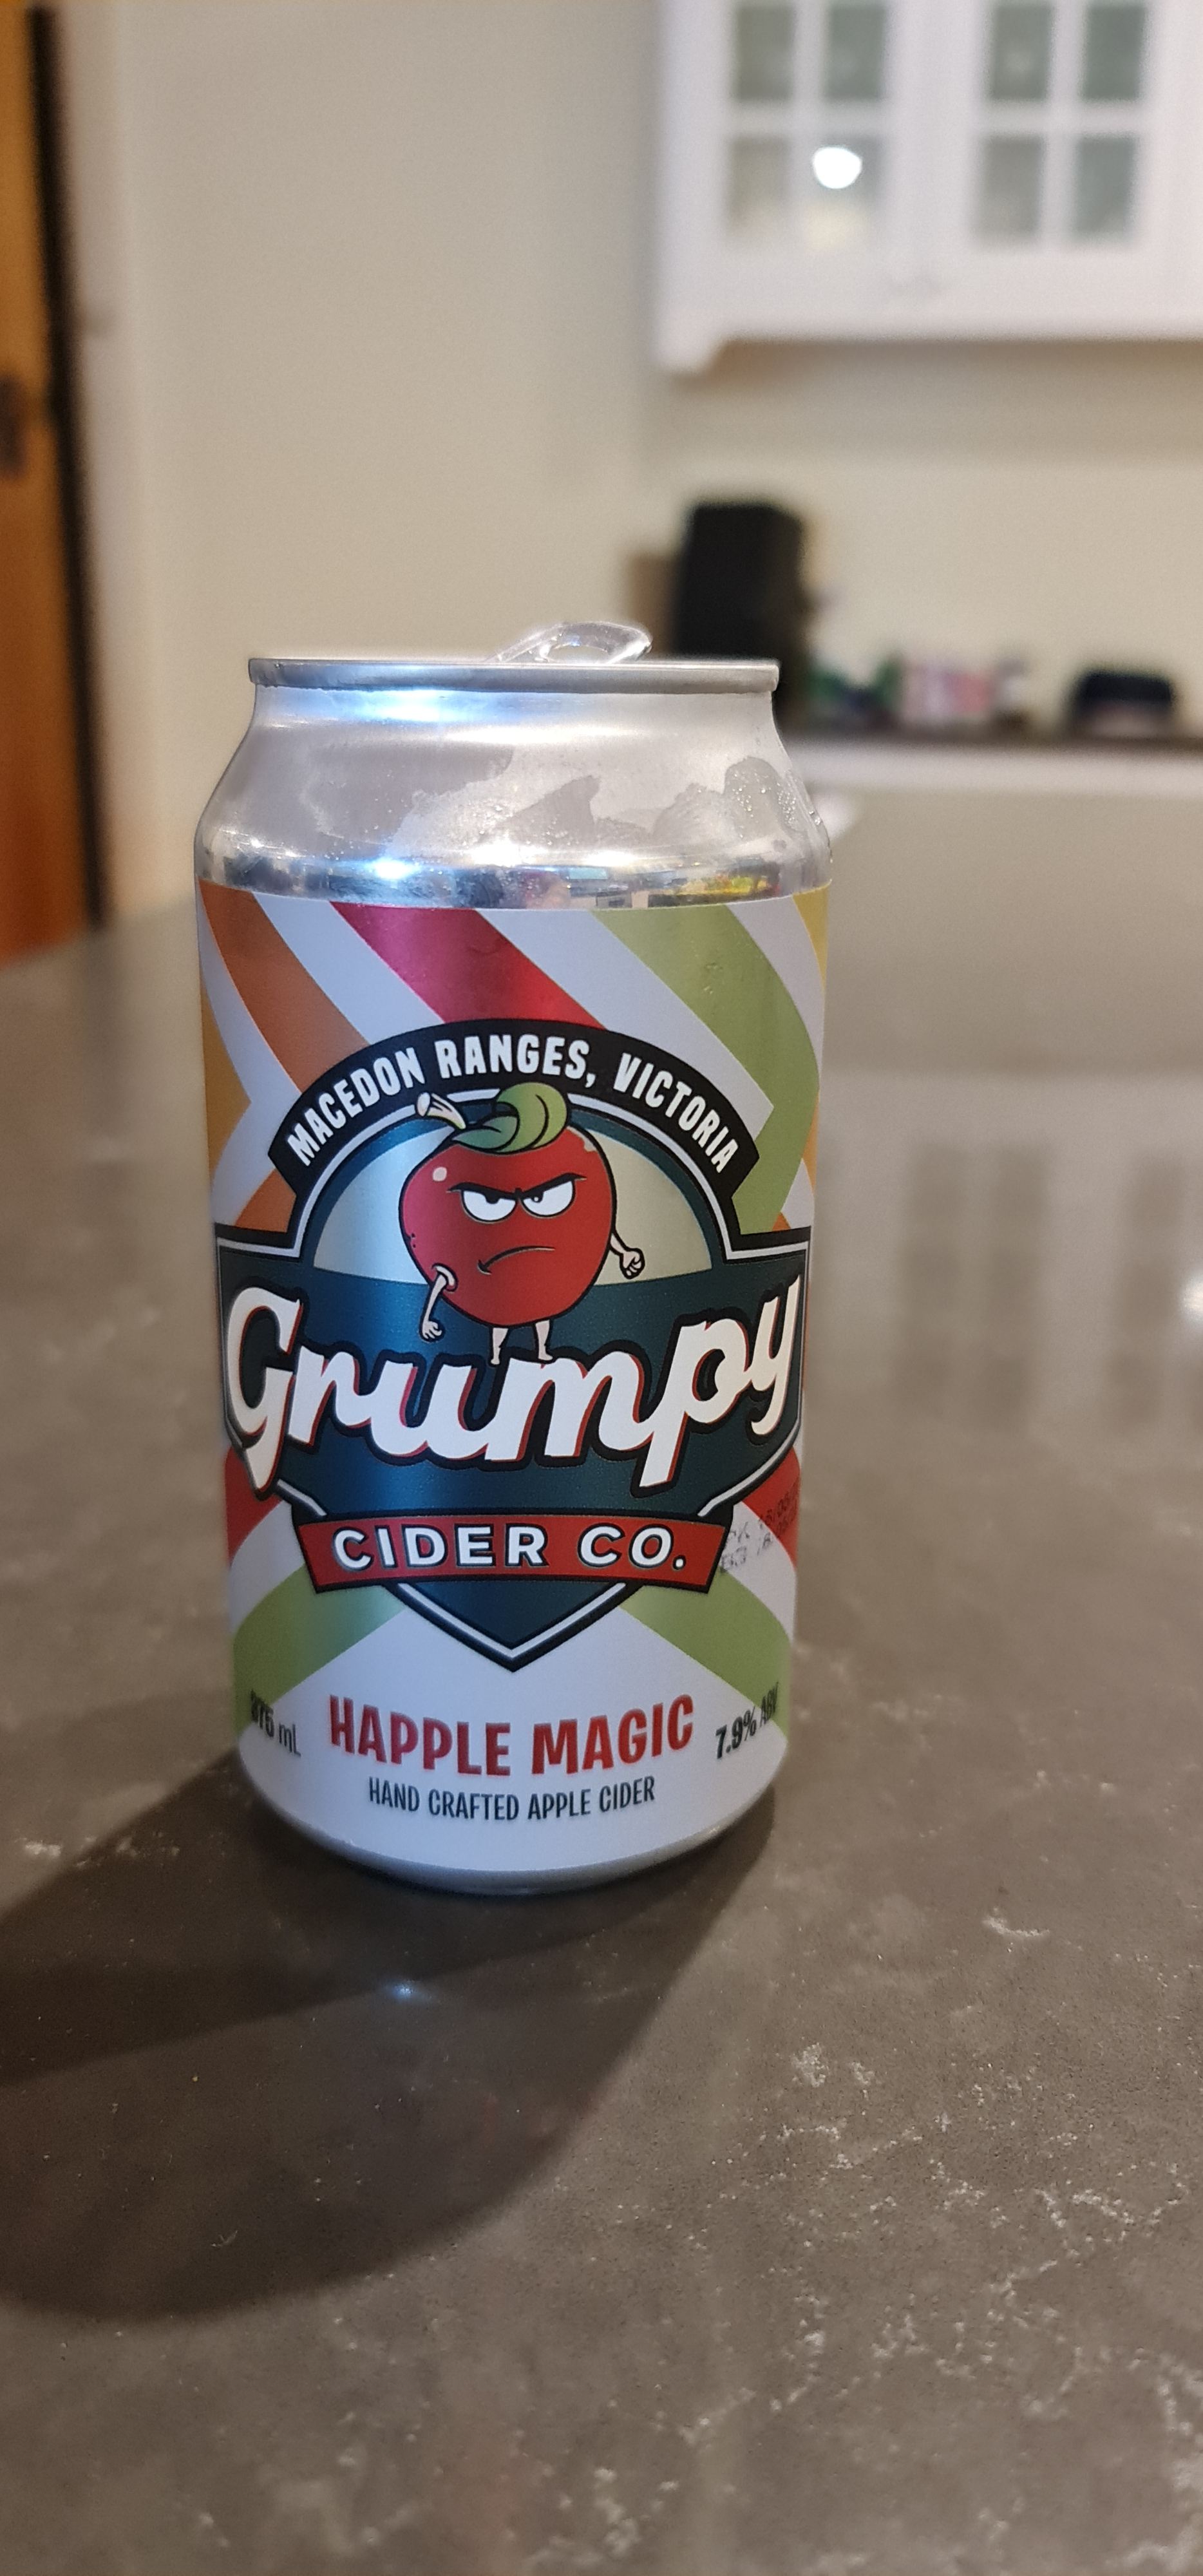 MACEDON RANGES, VICTORIA
Grumpy
CIDER CO.
375 mL
HAPPLE MAGIC
7.9% ABV
HAND CRAFTED APPLE CIDER